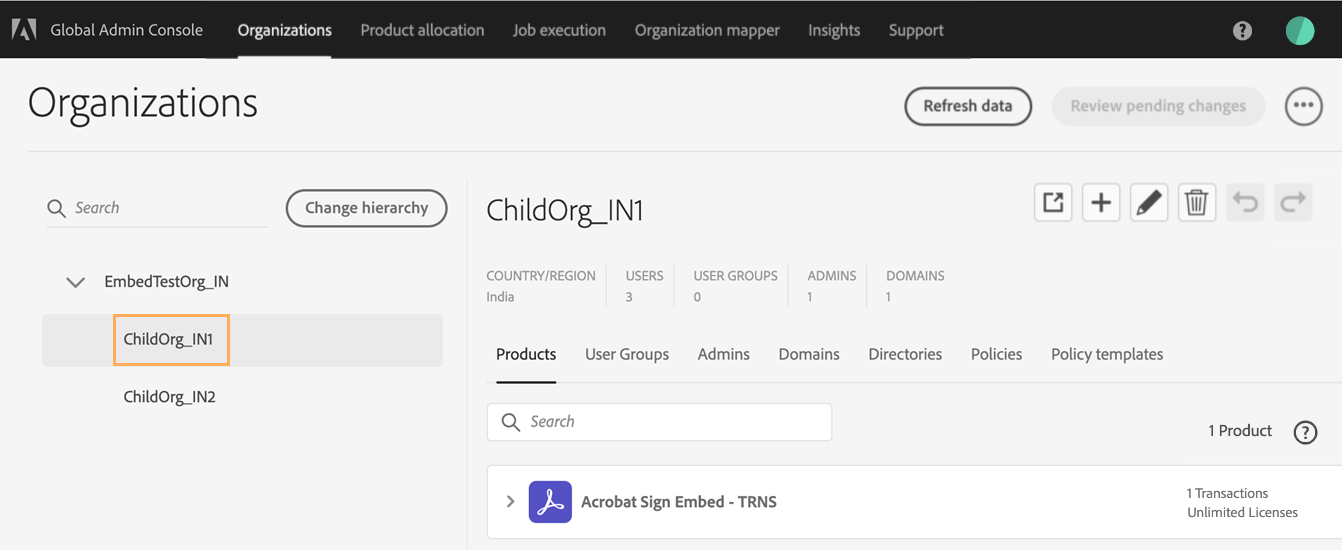 Global Admin Console Organizations Product allocation Job execution Organization mapper Insights Support
Organizations
Refresh data Review pending changes
Search Change hierarchy
EmbedTestOrg_IN
ChildOrg_IN1
ChildOrg_IN2
ChildOrg_IN1
COUNTRY/REGION USERS USER GROUPS ADMINS DOMAINS
India 3 0 1 1
Products User Groups Admins Domains Directories Policies Policy templates
Search
1 Product
Acrobat Sign Embed - TRNS
1 Transactions
Unlimited Licenses